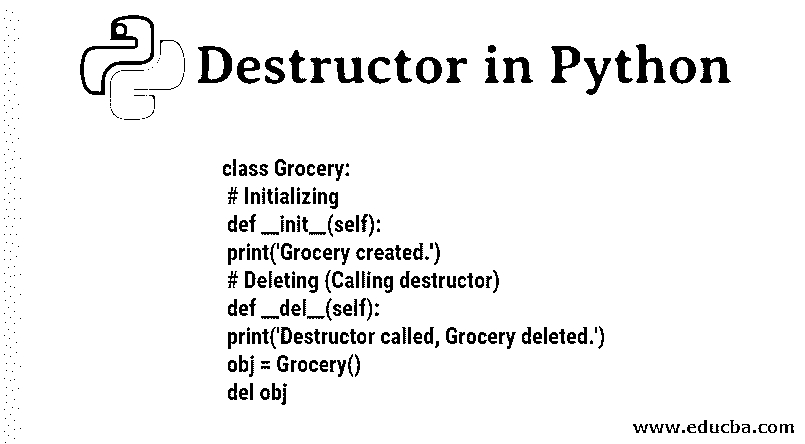 Destructor in Python
class Grocery:
# Initializing
def __init__(self):
print('Grocery created.')
# Deleting (Calling destructor)
def __del__(self):
print('Destructor called, Grocery deleted.')
obj = Grocery()
del obj
www.educba.com